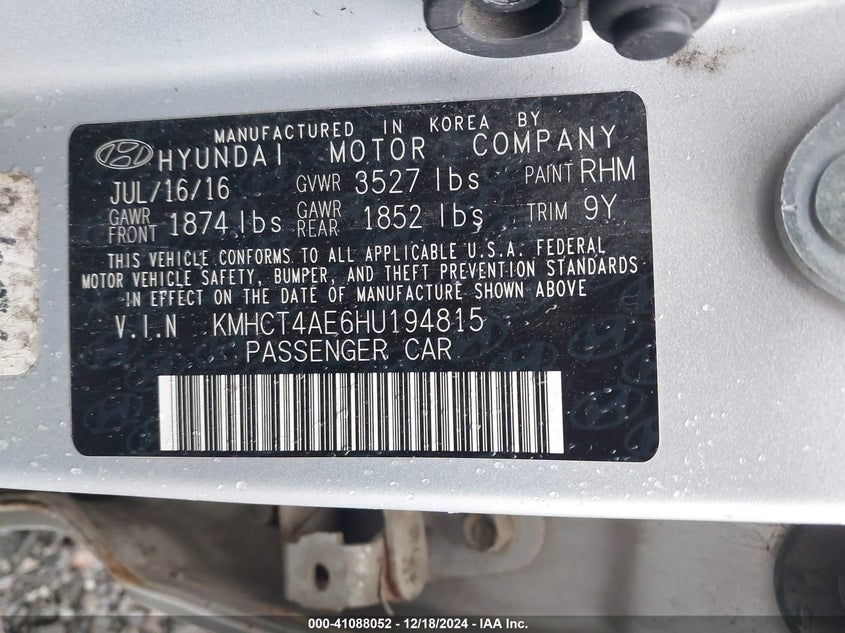 MANUFACTURED IN KOREA BY
HYUNDAI MOTOR COMPANY
JUL/16/16 GVWR 3527 lbs PAINT RHM
GAWR FRONT 1874 lbs GAWR REAR 1852 lbs TRIM 9Y
THIS VEHICLE CONFORMS TO ALL APPLICABLE U.S.A. FEDERAL
MOTOR VEHICLE SAFETY, BUMPER, AND THEFT PREVENTION STANDARDS
IN EFFECT ON THE DATE OF MANUFACTURE SHOWN ABOVE
V.I.N KMHCT4AE6HU194815
PASSENGER CAR
000-41088052 - 12/18/2024 - IAA Inc.